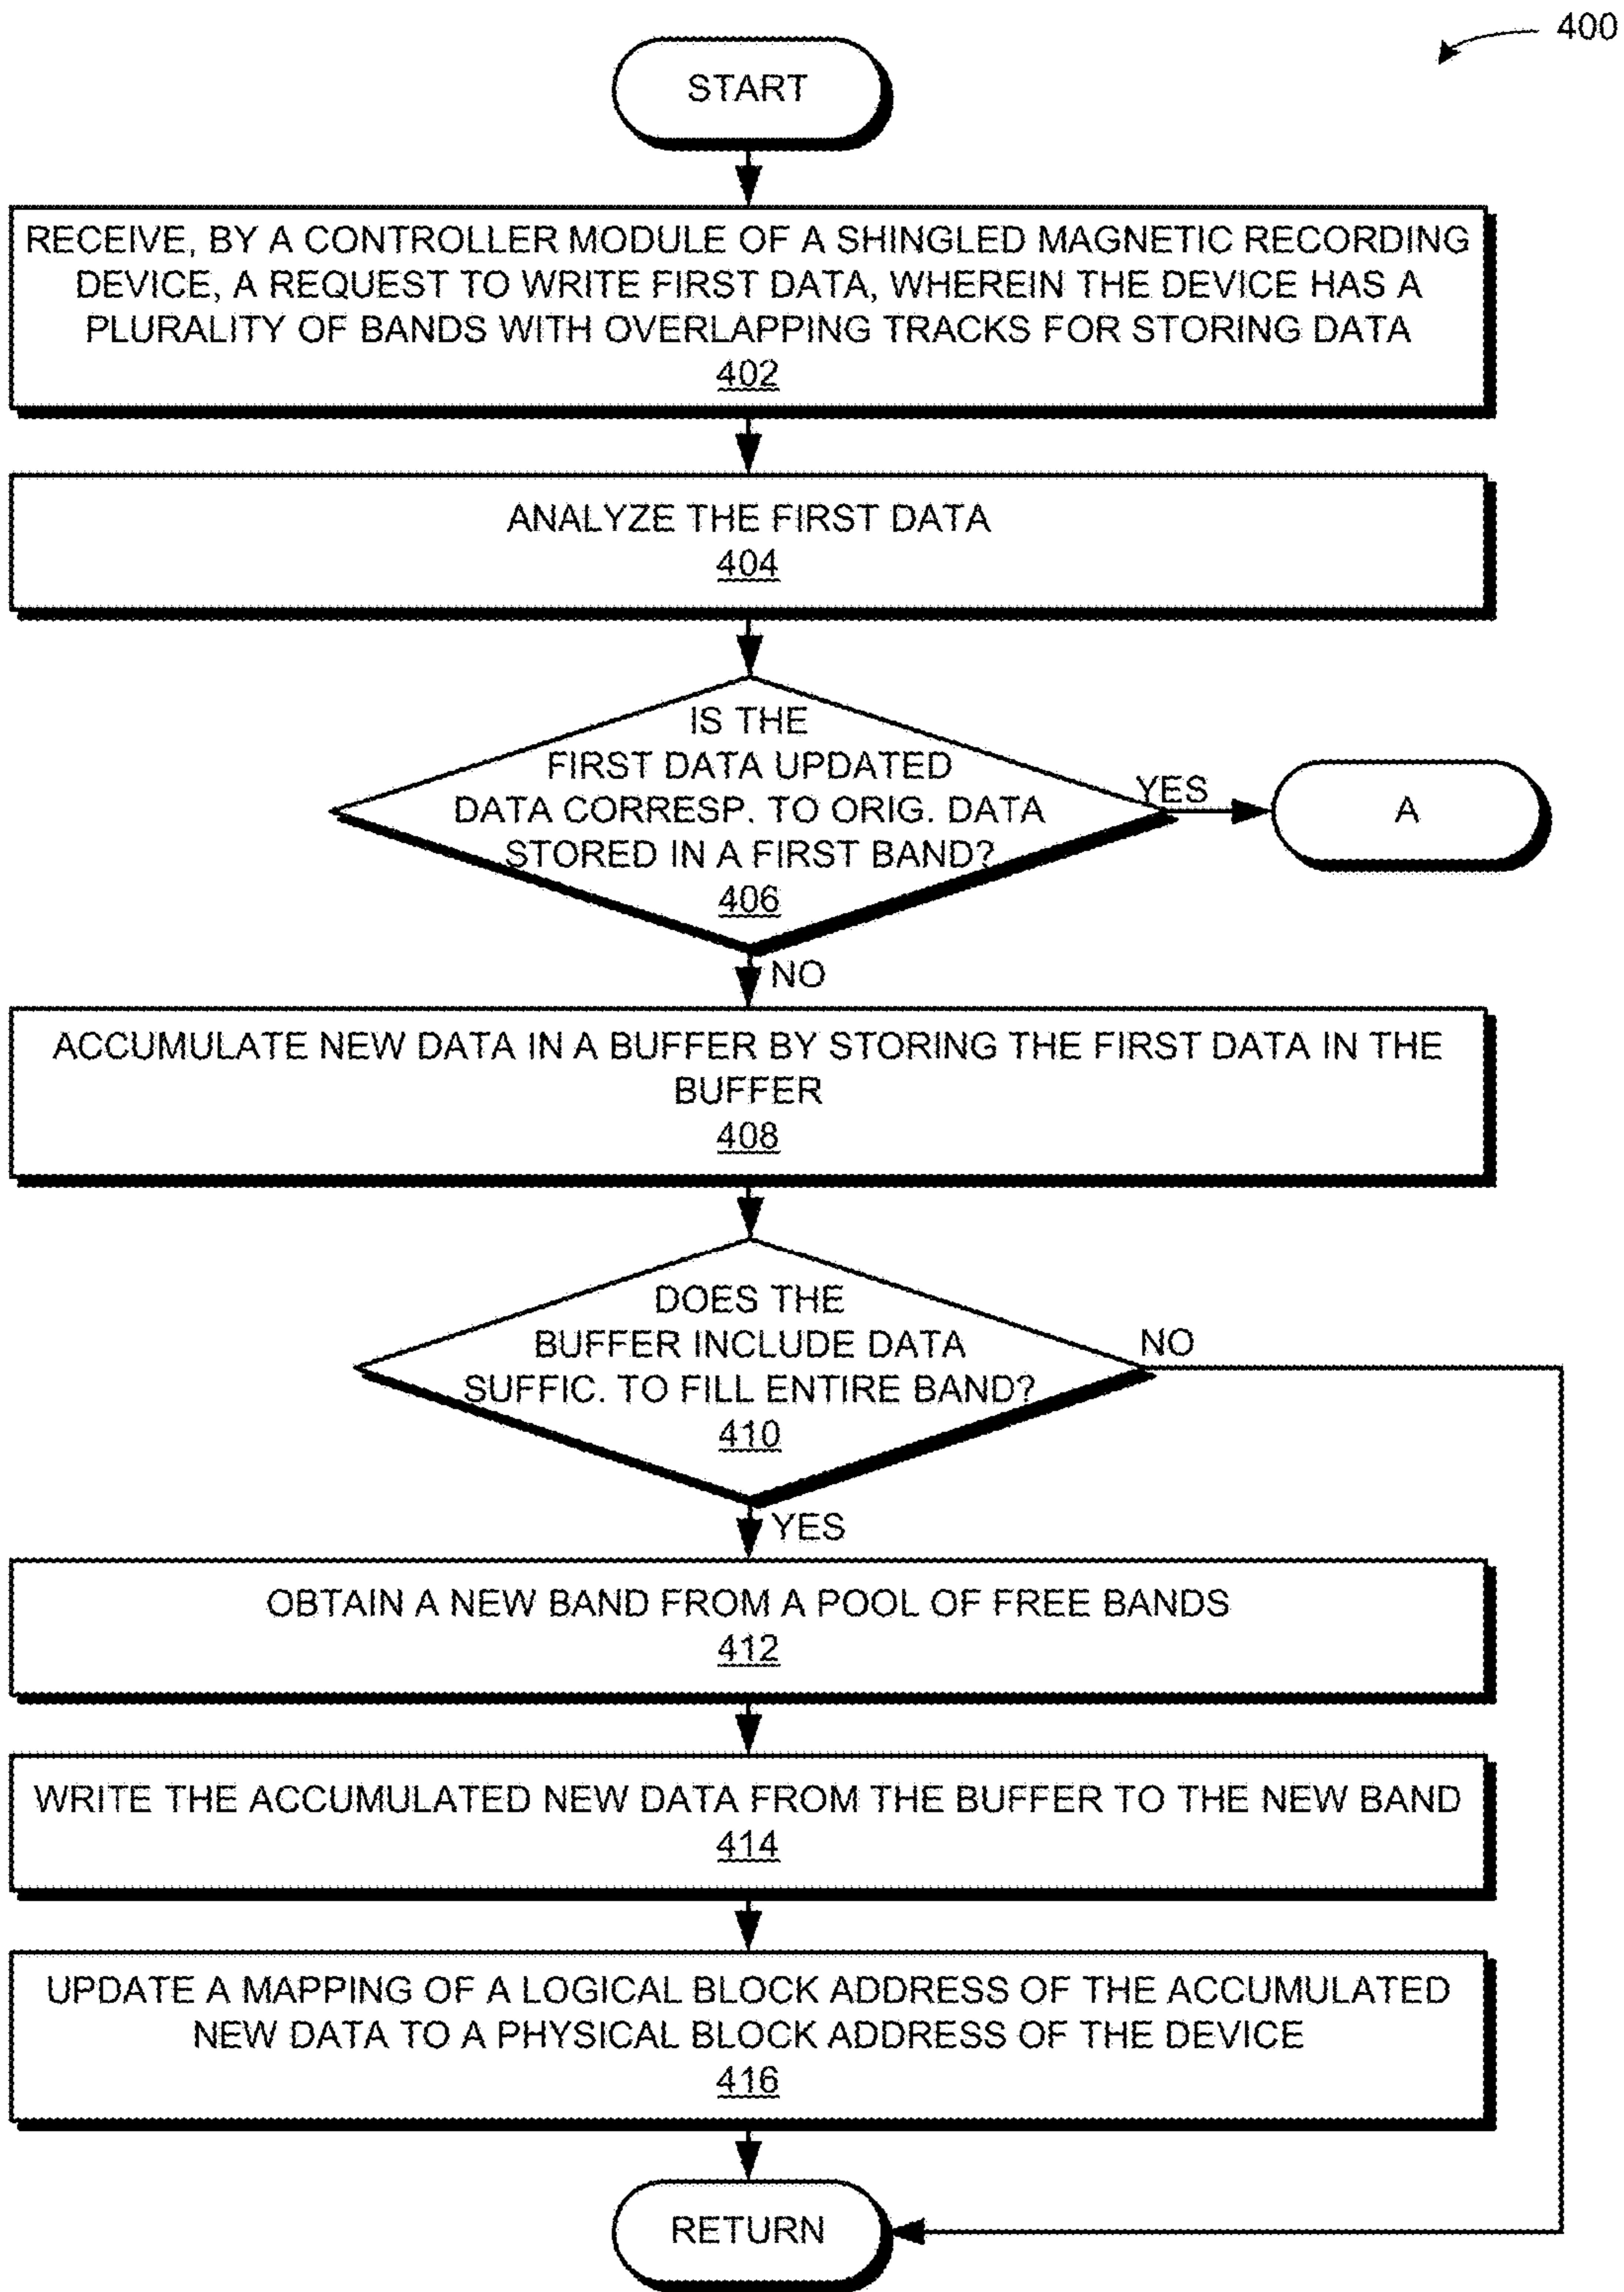 400
START
RECEIVE, BY A CONTROLLER MODULE OF A SHINGLED MAGNETIC RECORDING
DEVICE, A REQUEST TO WRITE FIRST DATA, WHEREIN THE DEVICE HAS A
PLURALITY OF BANDS WITH OVERLAPPING TRACKS FOR STORING DATA
402
ANALYZE THE FIRST DATA
404
IS THE
FIRST DATA UPDATED
DATA CORRESP. TO ORIG. DATA
STORED IN A FIRST BAND?
406
YES
A
NO
ACCUMULATE NEW DATA IN A BUFFER BY STORING THE FIRST DATA IN THE
BUFFER
408
DOES THE
BUFFER INCLUDE DATA
SUFFIC. TO FILL ENTIRE BAND?
410
NO
YES
OBTAIN A NEW BAND FROM A POOL OF FREE BANDS
412
WRITE THE ACCUMULATED NEW DATA FROM THE BUFFER TO THE NEW BAND
414
UPDATE A MAPPING OF A LOGICAL BLOCK ADDRESS OF THE ACCUMULATED
NEW DATA TO A PHYSICAL BLOCK ADDRESS OF THE DEVICE
416
RETURN